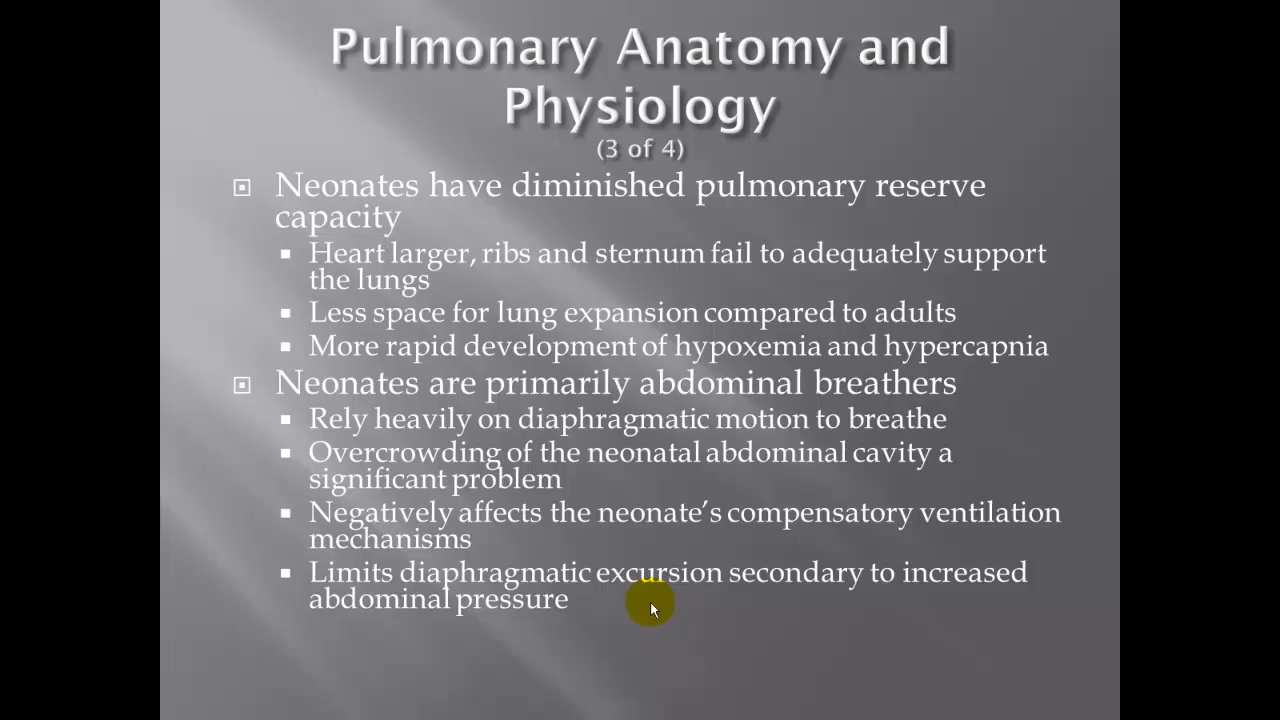 Pulmonary Anatomy and
Physiology
(3 of 4)
Neonates have diminished pulmonary reserve
capacity
Heart larger, ribs and sternum fail to adequately support
the lungs
Less space for lung expansion compared to adults
More rapid development of hypoxemia and hypercapnia
Neonates are primarily abdominal breathers
Rely heavily on diaphragmatic motion to breathe
Overcrowding of the neonatal abdominal cavity a
significant problem
Negatively affects the neonate’s compensatory ventilation
mechanisms
Limits diaphragmatic excursion secondary to increased
abdominal pressure